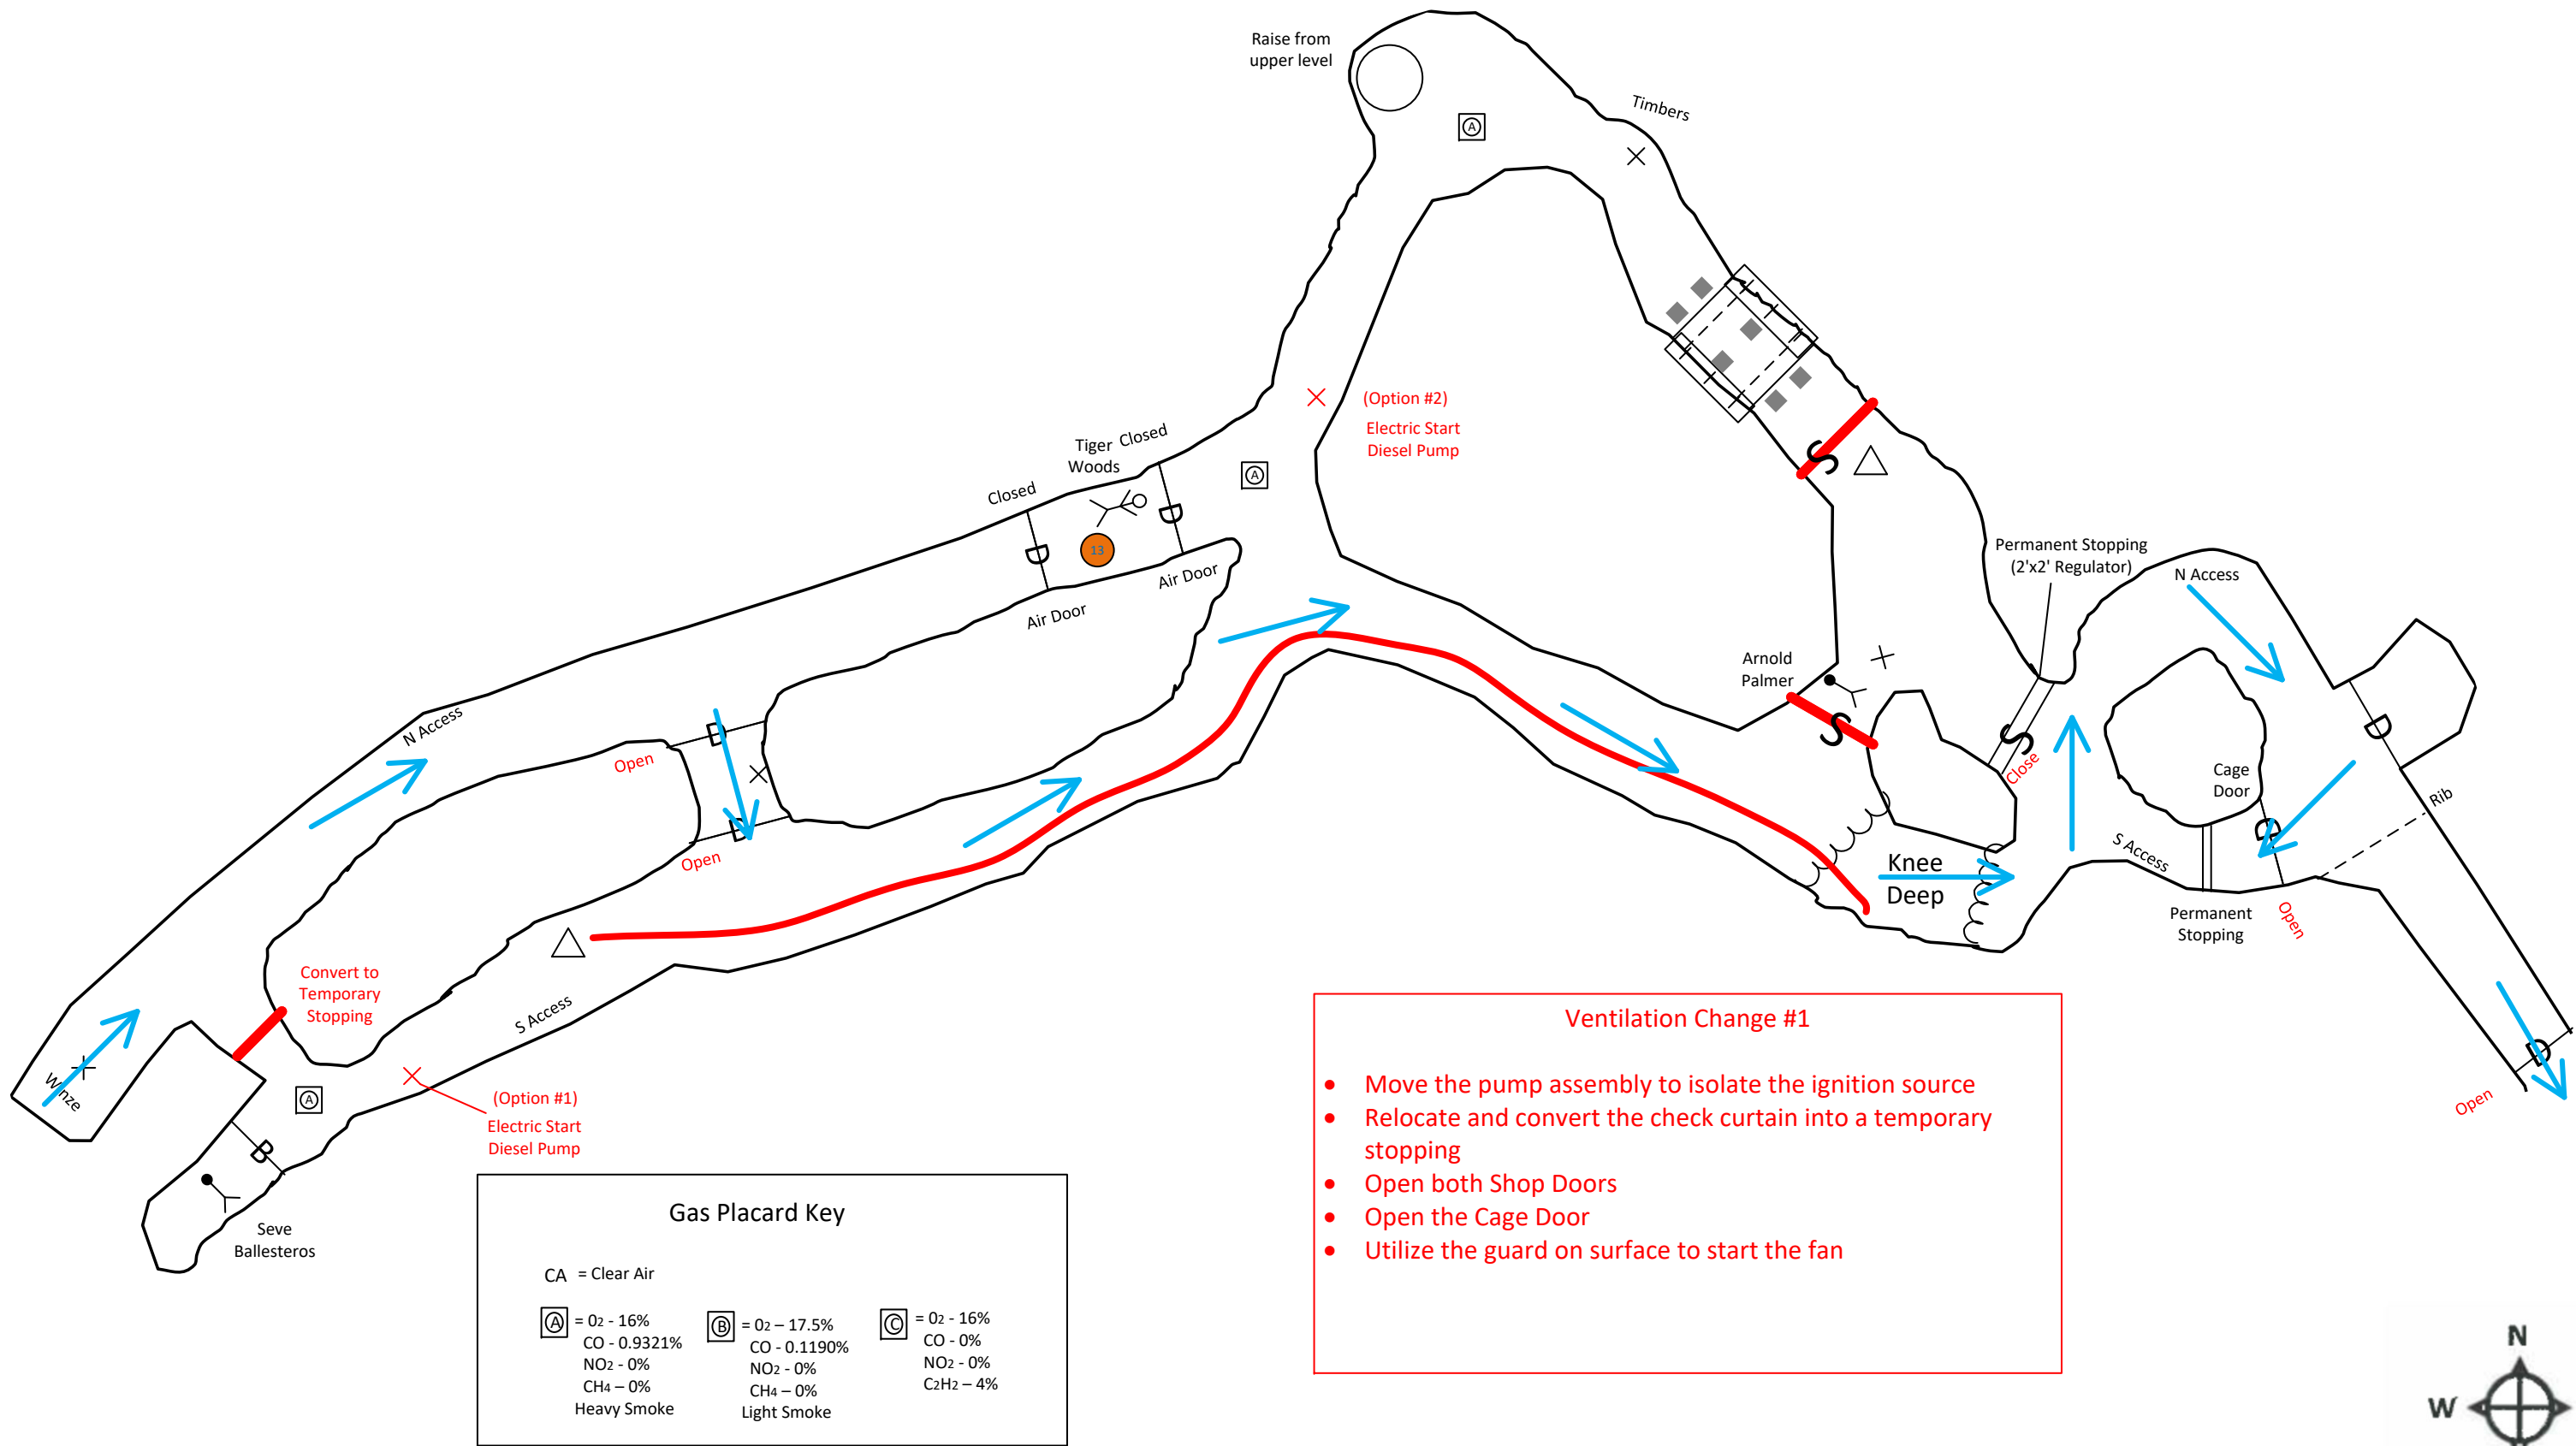 Raise from
upper level
A
Timbers
(Option #2)
Electric Start
Diesel Pump
Tiger
Woods
Closed
Closed
A
13
Air Door
Air Door
S
Permanent Stopping
(2'x2' Regulator)
N Access
Arnold
Palmer
S
S
Close
D
D
D
Cage
Door
D
D
Rib
S Access
Permanent
Stopping
Open
Knee
Deep
N Access
D
Open
D
Open
Convert to
Temporary
Stopping
S Access
Winze
A
(Option #1)
Electric Start
Diesel Pump
B
Seve
Ballesteros
D
Open
Ventilation Change #1
• Move the pump assembly to isolate the ignition source
• Relocate and convert the check curtain into a temporary
stopping
• Open both Shop Doors
• Open the Cage Door
• Utilize the guard on surface to start the fan
Gas Placard Key
CA = Clear Air
A = 02 - 16%
CO - 0.9321%
NO2 - 0%
CH4 – 0%
Heavy Smoke
B = 02 – 17.5%
CO - 0.1190%
NO2 - 0%
CH4 – 0%
Light Smoke
C = 02 - 16%
CO - 0%
NO2 - 0%
C2H2 – 4%
N
W